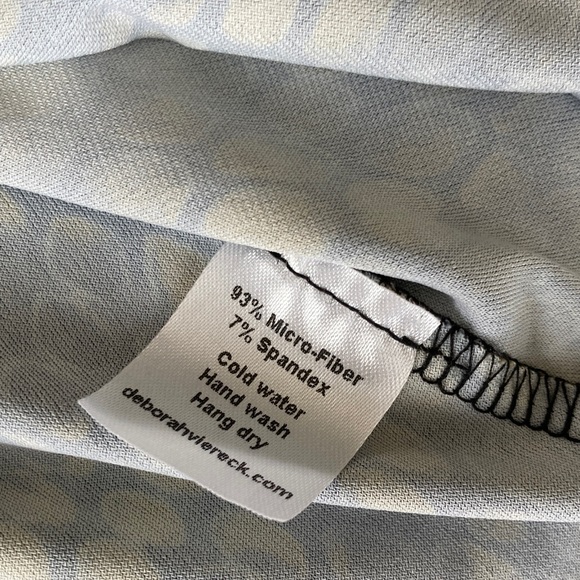 93% Micro-Fiber
7% Spandex
Cold water
Hand wash
Hang dry
deborahviereck.com